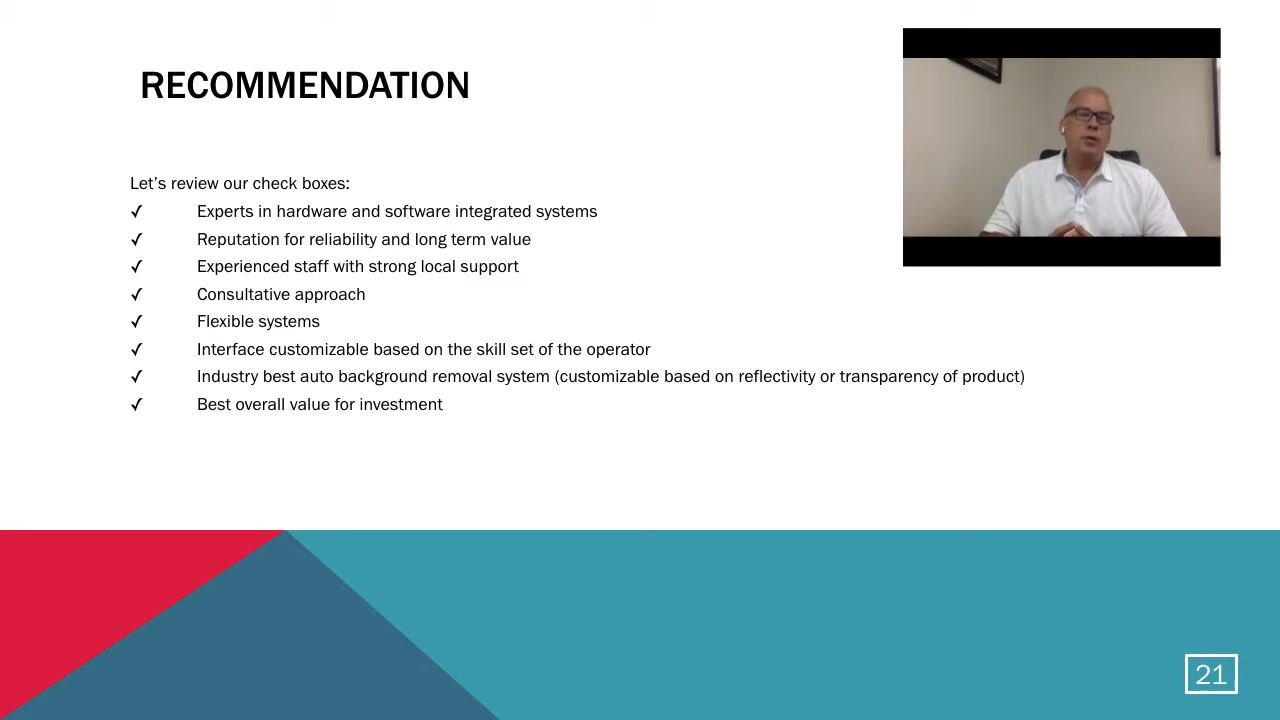 RECOMMENDATION
Let’s review our check boxes:
✓ Experts in hardware and software integrated systems
✓ Reputation for reliability and long term value
✓ Experienced staff with strong local support
✓ Consultative approach
✓ Flexible systems
✓ Interface customizable based on the skill set of the operator
✓ Industry best auto background removal system (customizable based on reflectivity or transparency of product)
✓ Best overall value for investment
21